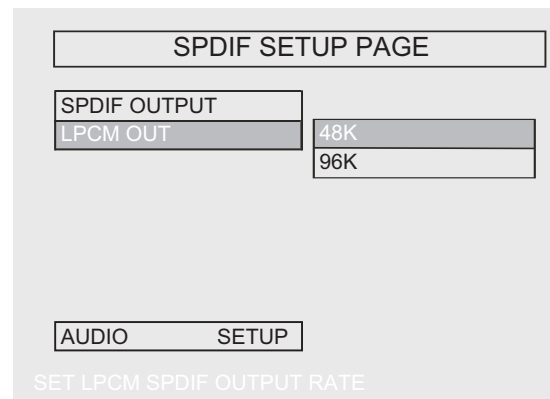 SPDIF SETUP PAGE
SPDIF OUTPUT
LPCM OUT
48K
96K
AUDIO SETUP
SET LPCM SPDIF OUTPUT RATE